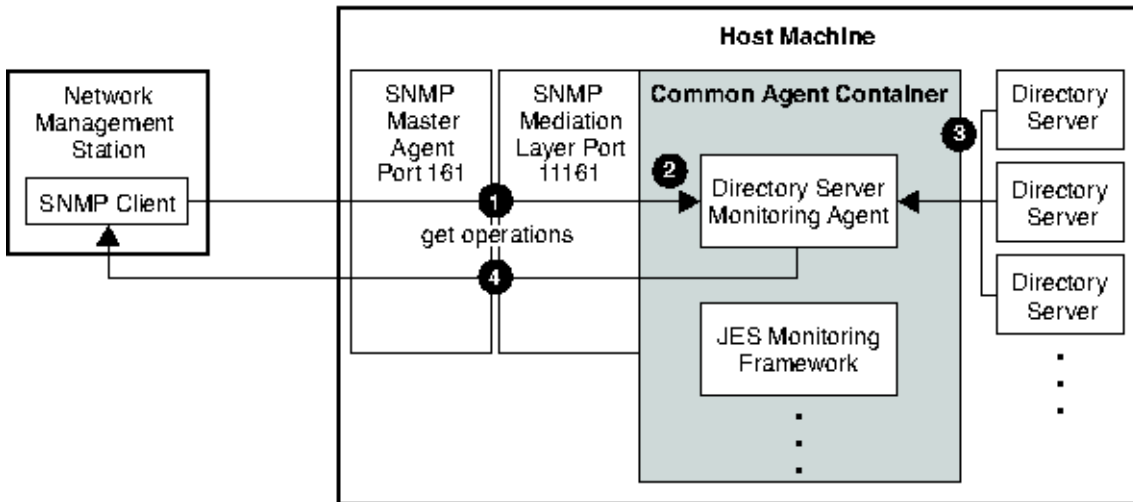 Host Machine
Network
Management
Station
SNMP Client
SNMP
Master
Agent
Port 161
SNMP
Mediation
Layer Port
11161
Common Agent Container
1
get operations
4
2
Directory Server
Monitoring Agent
JES Monitoring
Framework
3
Directory
Server
Directory
Server
Directory
Server